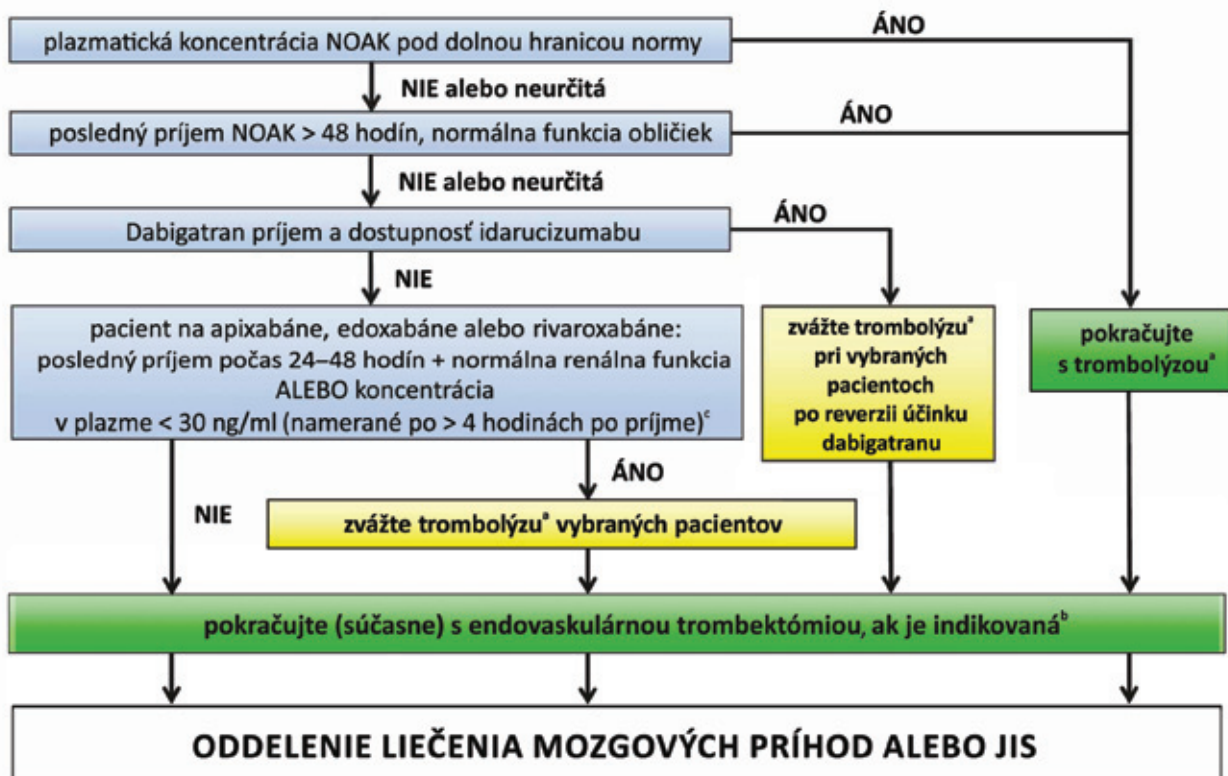 plazmatická koncentrácia NOAK pod dolnou hranicou normy
ÁNO
NIE alebo neurčitá
posledný príjem NOAK > 48 hodín, normálna funkcia obličiek
ÁNO
NIE alebo neurčitá
Dabigatran príjem a dostupnosť idarucizumabu
ÁNO
NIE
pacient na apixabáne, edoxabáne alebo rivaroxabáne:
posledný príjem počas 24–48 hodín + normálna renálna funkcia
ALEBO koncentrácia
v plazme < 30 ng/ml (namerané po > 4 hodinách po príjme)ᶜ
zvážte trombolýzuᵃ
pri vybraných
pacientoch
po reverzii účinku
dabigatranu
pokračujte
s trombolýzouᵃ
NIE
ÁNO
zvážte trombolýzuᵃ vybraných pacientov
pokračujte (súčasne) s endovaskulárnou trombektómiou, ak je indikovanáᵇ
ODDELENIE LIEČENIA MOZGOVÝCH PRÍHOD ALEBO JIS